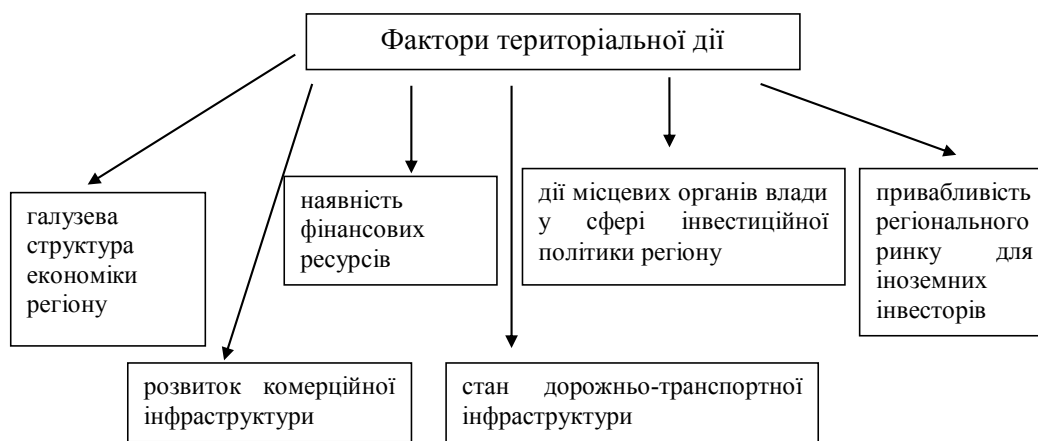 Фактори територіальної дії
галузева
структура
економіки
регіону
наявність
фінансових
ресурсів
дії місцевих органів влади
у сфері інвестиційної
політики регіону
привабливість
регіонального
ринку для
іноземних
інвесторів
розвиток комерційної
інфраструктури
стан дорожньо-транспортної
інфраструктури